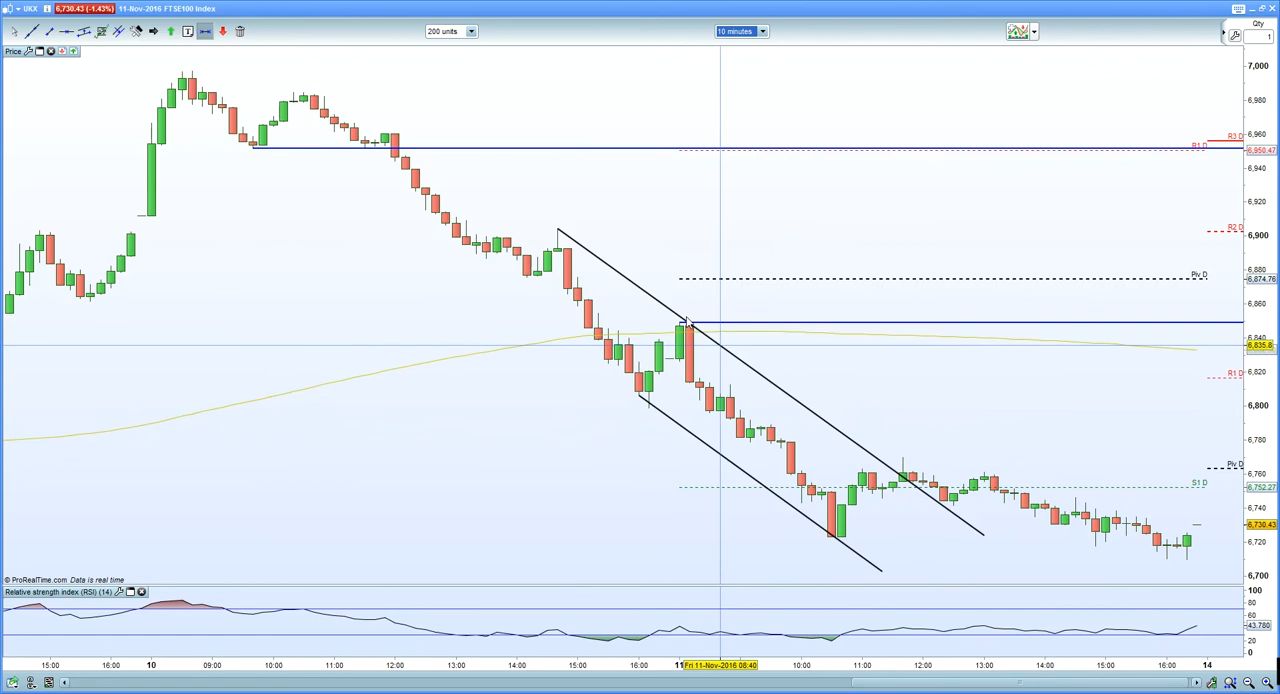 UKX 6,730.43 (-1.43%) 11-Nov-2016 FTSE100 Index
200 units 10 minutes Qty
1
Price
7,000
6,980
6,960
R3 D
R1 D 6,950.47
6,940
6,920
R2 D
6,900
6,880
Piv D 6,874.76
6,860
6,840
6,835.8
6,820
R1 D
6,800
6,780
6,760
Piv D
S1 D 6,752.27
6,740
6,730.43
6,720
6,700
© ProRealTime.com Data is real time
Relative strength index (RSI) (14)
100
80
60
43.780
20
0
15:00 16:00 10 09:00 10:00 11:00 12:00 13:00 14:00 15:00 16:00 11 Fri 11-Nov-2016 08:40 10:00 11:00 12:00 13:00 14:00 15:00 16:00 14